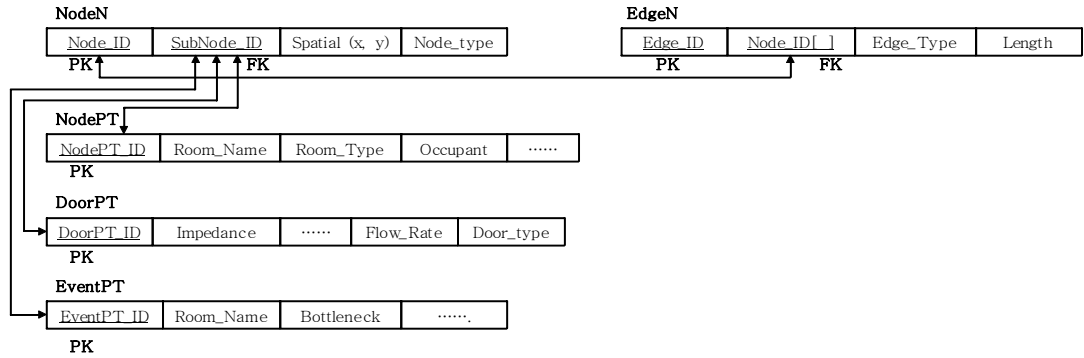 NodeN EdgeN
Node_ID SubNode_ID Spatial (x, y) Node_type Edge_ID Node_ID[ ] Edge_Type Length
PK FK PK FK
NodePT
NodePT_ID Room_Name Room_Type Occupant ……
PK
DoorPT
DoorPT_ID Impedance …… Flow_Rate Door_type
PK
EventPT
EventPT_ID Room_Name Bottleneck …….
PK